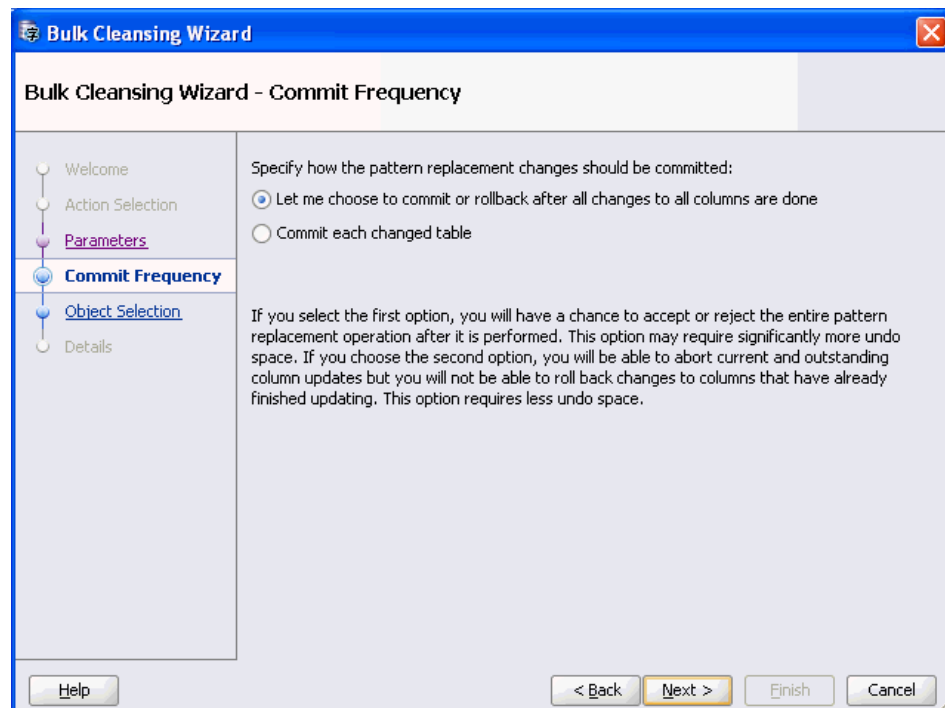 Bulk Cleansing Wizard
Bulk Cleansing Wizard - Commit Frequency
Welcome
Action Selection
Parameters
Commit Frequency
Object Selection
Details
Specify how the pattern replacement changes should be committed:
Let me choose to commit or rollback after all changes to all columns are done
Commit each changed table
If you select the first option, you will have a chance to accept or reject the entire pattern
replacement operation after it is performed. This option may require significantly more undo
space. If you choose the second option, you will be able to abort current and outstanding
column updates but you will not be able to roll back changes to columns that have already
finished updating. This option requires less undo space.
Help
< Back
Next >
Finish
Cancel